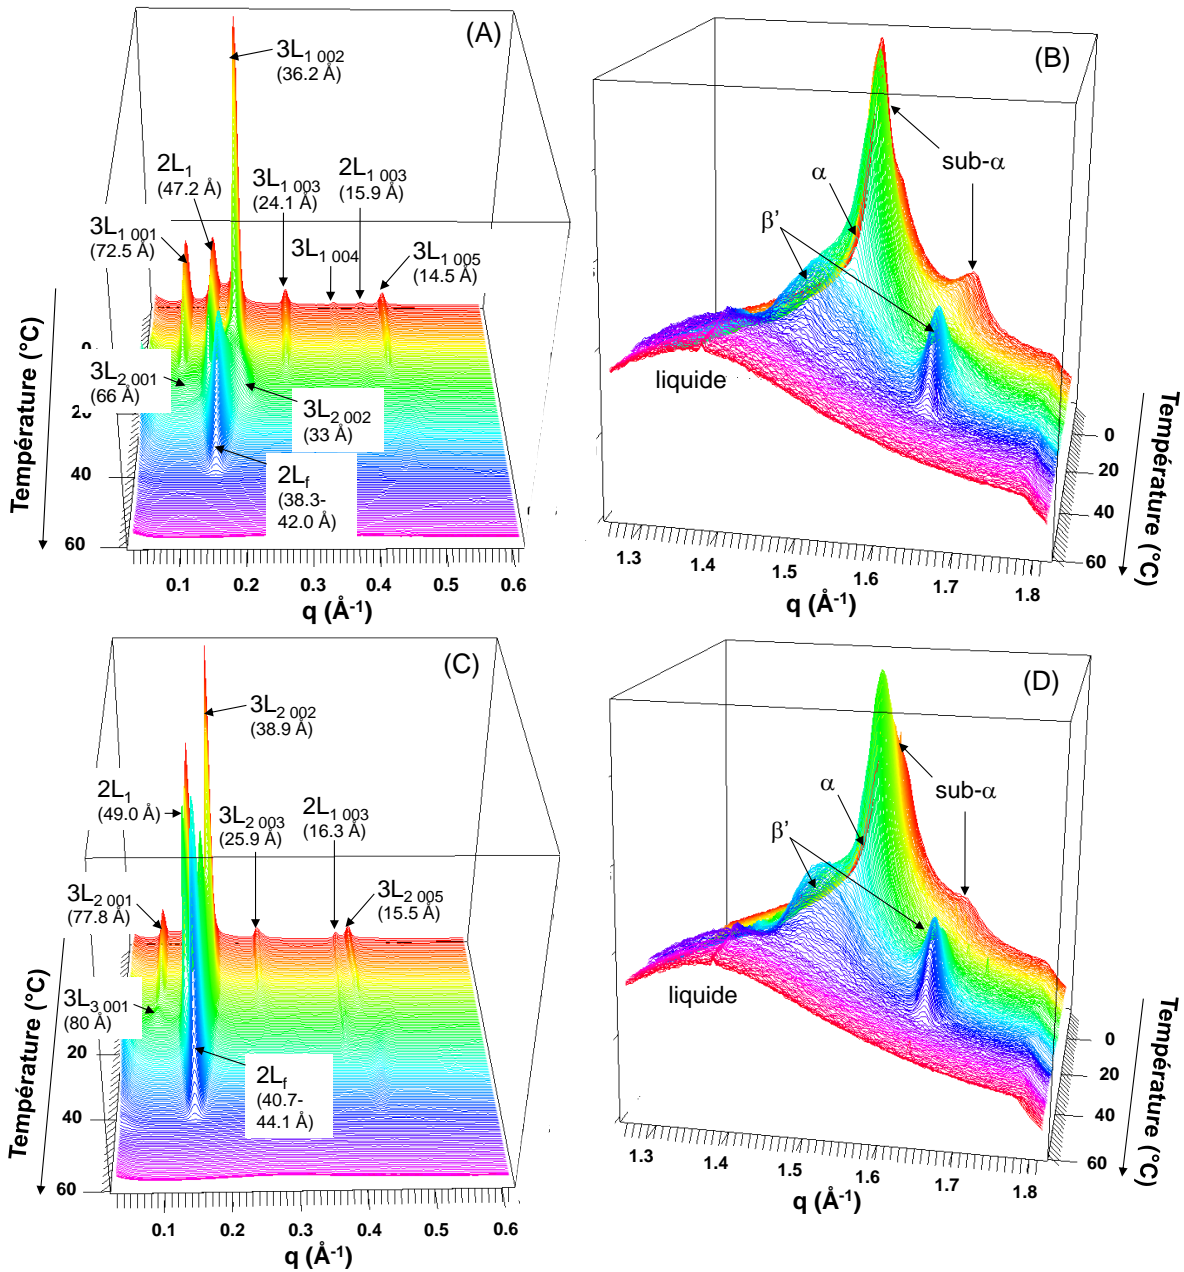 (A)
3L1 002
(36.2 Å)
2L1
(47.2 Å)
3L1 003
(24.1 Å)
2L1 003
(15.9 Å)
3L1 001
(72.5 Å)
3L1 004
3L1 005
(14.5 Å)
3L2 001
(66 Å)
3L2 002
(33 Å)
2Lf
(38.3-
42.0 Å)
Température (°C)
0
20
40
60
0.1 0.2 0.3 0.4 0.5 0.6
q (Å-1)
(B)
sub-α
α
β’
liquide
Température (°C)
0
20
40
60
1.3 1.4 1.5 1.6 1.7 1.8
q (Å-1)
(C)
3L2 002
(38.9 Å)
2L1
(49.0 Å)
3L2 003
(25.9 Å)
2L1 003
(16.3 Å)
3L2 001
(77.8 Å)
3L2 005
(15.5 Å)
3L3 001
(80 Å)
2Lf
(40.7-
44.1 Å)
Température (°C)
20
40
60
0.1 0.2 0.3 0.4 0.5 0.6
q (Å-1)
(D)
sub-α
α
β’
liquide
Température (°C)
0
20
40
60
1.3 1.4 1.5 1.6 1.7 1.8
q (Å-1)